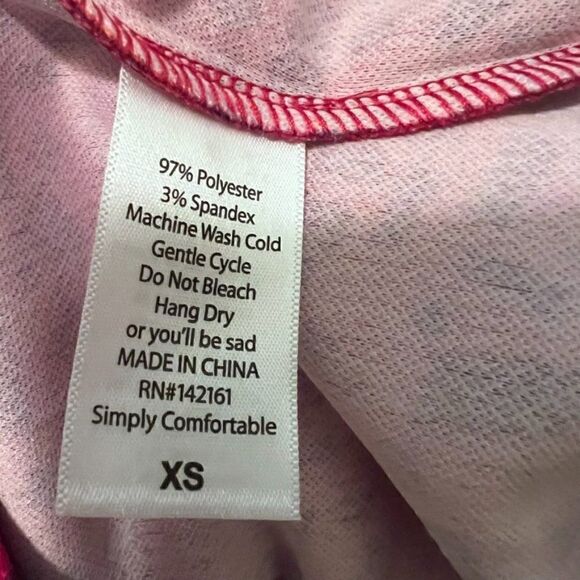 97% Polyester
3% Spandex
Machine Wash Cold
Gentle Cycle
Do Not Bleach
Hang Dry
or you'll be sad
MADE IN CHINA
RN#142161
Simply Comfortable
XS